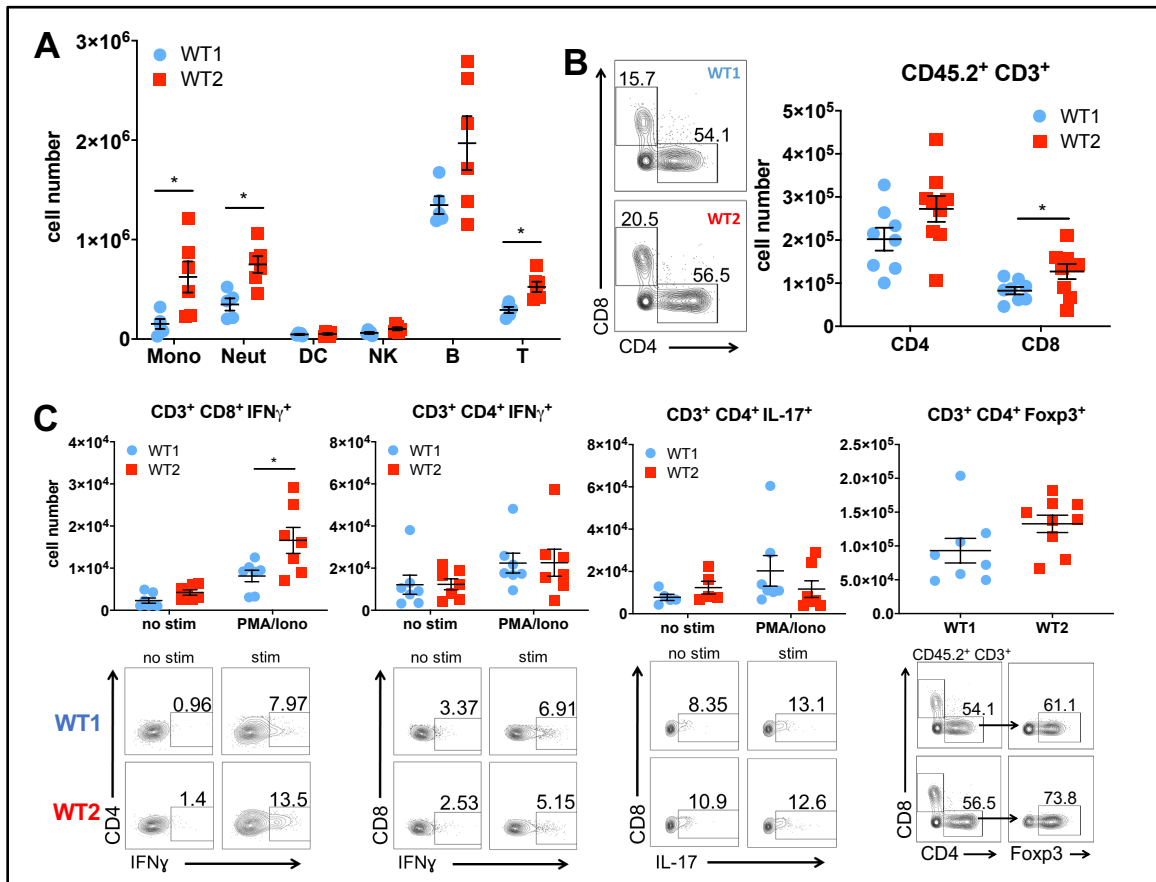 A
3×10⁶
2×10⁶
1×10⁶
0
cell number
WT1
WT2
*
*
*
Mono Neut DC NK B T
B
WT1
15.7
54.1
WT2
20.5
56.5
CD8
CD4
CD45.2⁺ CD3⁺
5×10⁵
4×10⁵
3×10⁵
2×10⁵
1×10⁵
0
cell number
WT1
WT2
*
CD4 CD8
C
CD3⁺ CD8⁺ IFNγ⁺
4×10⁴
3×10⁴
2×10⁴
1×10⁴
0
cell number
WT1
WT2
*
no stim PMA/Iono
CD3⁺ CD4⁺ IFNγ⁺
8×10⁴
6×10⁴
4×10⁴
2×10⁴
0
no stim PMA/Iono
CD3⁺ CD4⁺ IL-17⁺
8×10⁴
6×10⁴
4×10⁴
2×10⁴
0
WT1
WT2
no stim PMA/Iono
CD3⁺ CD4⁺ Foxp3⁺
2.5×10⁵
2.0×10⁵
1.5×10⁵
1.0×10⁵
5.0×10⁴
0
WT1 WT2
no stim stim
WT1
0.96 7.97
WT2
1.4 13.5
CD4
IFNγ
no stim stim
3.37 6.91
2.53 5.15
CD8
IFNγ
no stim stim
8.35 13.1
10.9 12.6
CD8
IL-17
CD45.2⁺ CD3⁺
54.1 61.1
56.5 73.8
CD8
CD4 Foxp3